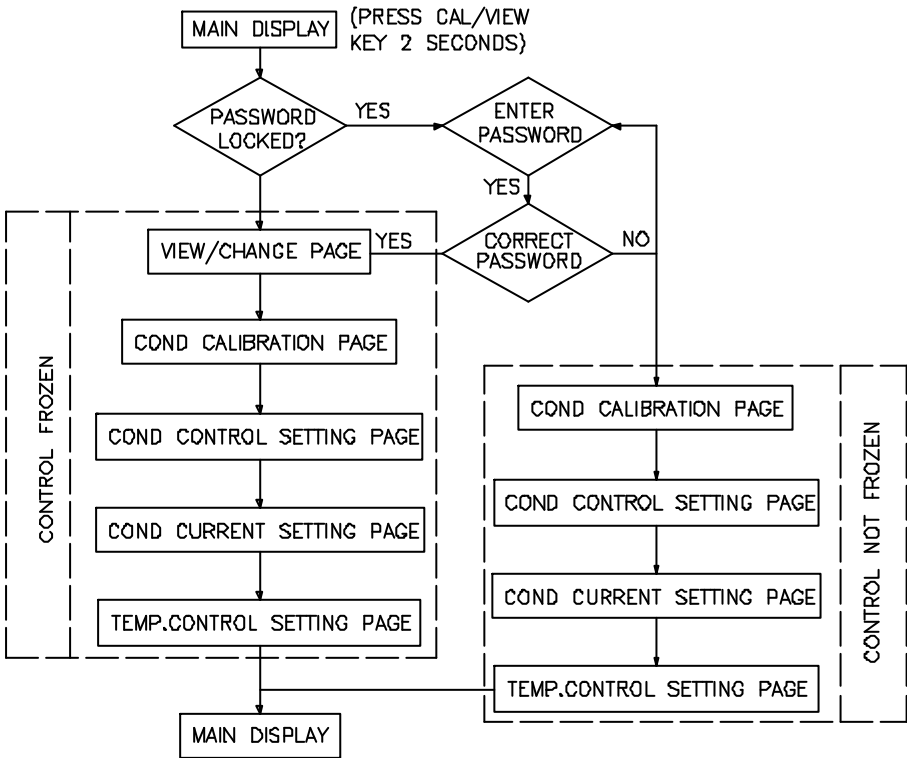 MAIN DISPLAY
(PRESS CAL/VIEW
KEY 2 SECONDS)
PASSWORD
LOCKED?
YES
ENTER
PASSWORD
YES
VIEW/CHANGE PAGE
YES
CORRECT
PASSWORD
NO
CONTROL FROZEN
COND CALIBRATION PAGE
COND CONTROL SETTING PAGE
COND CURRENT SETTING PAGE
TEMP.CONTROL SETTING PAGE
COND CALIBRATION PAGE
COND CONTROL SETTING PAGE
COND CURRENT SETTING PAGE
TEMP.CONTROL SETTING PAGE
CONTROL NOT FROZEN
MAIN DISPLAY